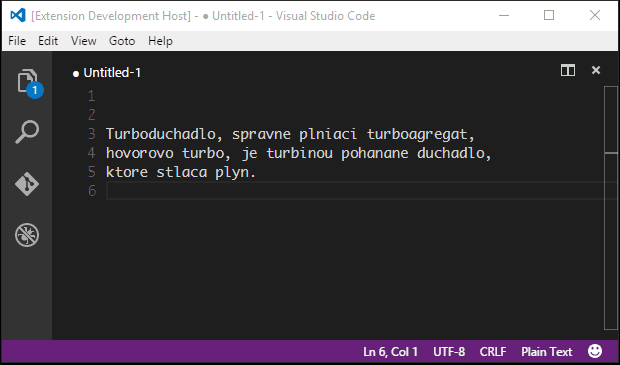 [Extension Development Host] - ● Untitled-1 - Visual Studio Code
File Edit View Goto Help
● Untitled-1
1
1
2
3 Turboduchadlo, spravne plniaci turboagregat,
4 hovorovo turbo, je turbinou pohanane duchadlo,
5 ktore stlaca plyn.
6
Ln 6, Col 1 UTF-8 CRLF Plain Text